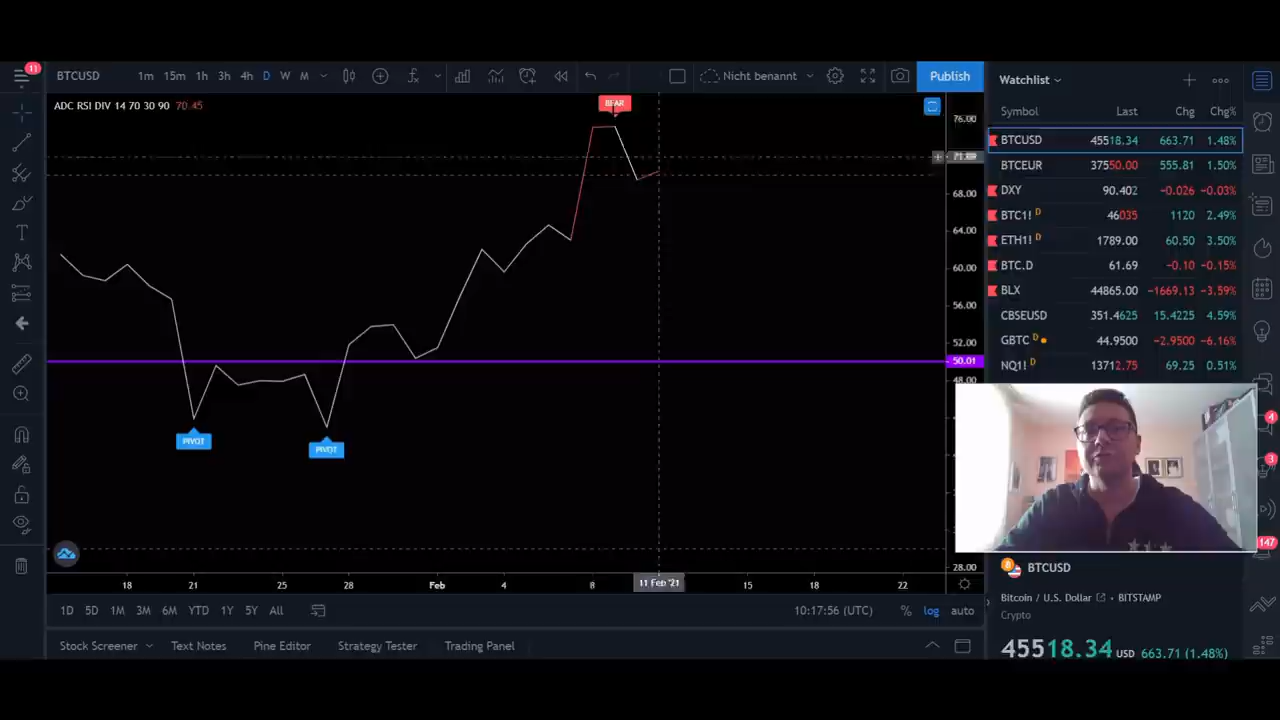 11
BTCUSD 1m 15m 1h 3h 4h D W M Nicht benannt Publish Watchlist
ADC RSI DIV 14 70 30 90 70.45
Symbol Last Chg Chg%
BTCUSD 45518.34 663.71 1.48%
BTCEUR 37550.00 555.81 1.50%
DXY 90.402 −0.026 −0.03%
BTC1! D 46035 1120 2.49%
ETH1! D 1789.00 60.50 3.50%
BTC.D 61.69 −0.10 −0.15%
BLX 44865.00 −1669.13 −3.59%
CBSEUSD 351.4625 15.4225 4.59%
GBTC D 44.9500 −2.9500 −6.16%
NQ1! D 13712.75 69.25 0.51%
BEAR
76.00
68.00
64.00
60.00
56.00
52.00
50.01
48.00
28.00
PIVOT
PIVOT
4
3
147
18 21 25 28 Feb 4 8 11 Feb '21 15 18 22
1D 5D 1M 3M 6M YTD 1Y 5Y All 10:17:56 (UTC) % log auto
Stock Screener Text Notes Pine Editor Strategy Tester Trading Panel
BTCUSD
Bitcoin / U.S. Dollar • BITSTAMP
Crypto
45518.34 USD 663.71 (1.48%)